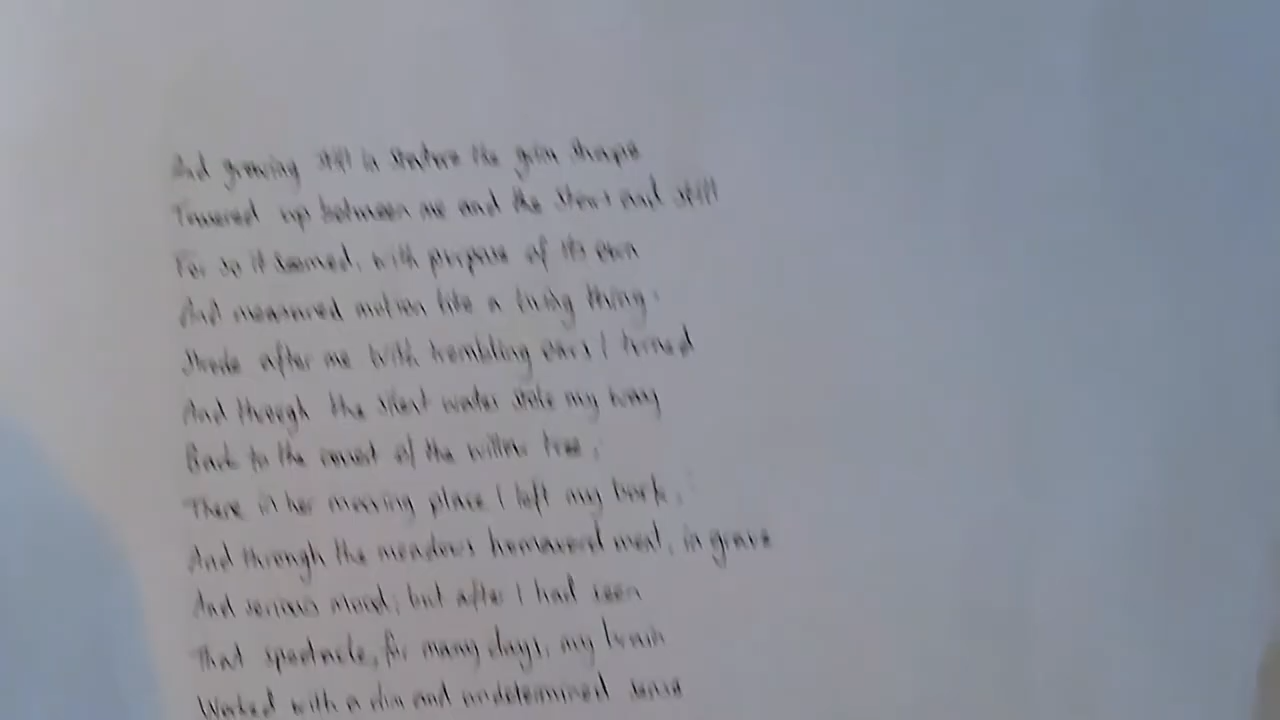 And growing still in stature the grim shape
Towered up between me and the stars and still
For so it seemed, with purpose of its own
And measured motion like a living thing,
Strode after me with trembling oars I turned
And through the silent water stole my way
Back to the covert of the willow tree;
There in her mooring place I left my bark,
And through the meadows homeward went, in grave
And serious mood; but after I had seen
That spectacle, for many days, my brain
Worked with a dim and undetermined sense